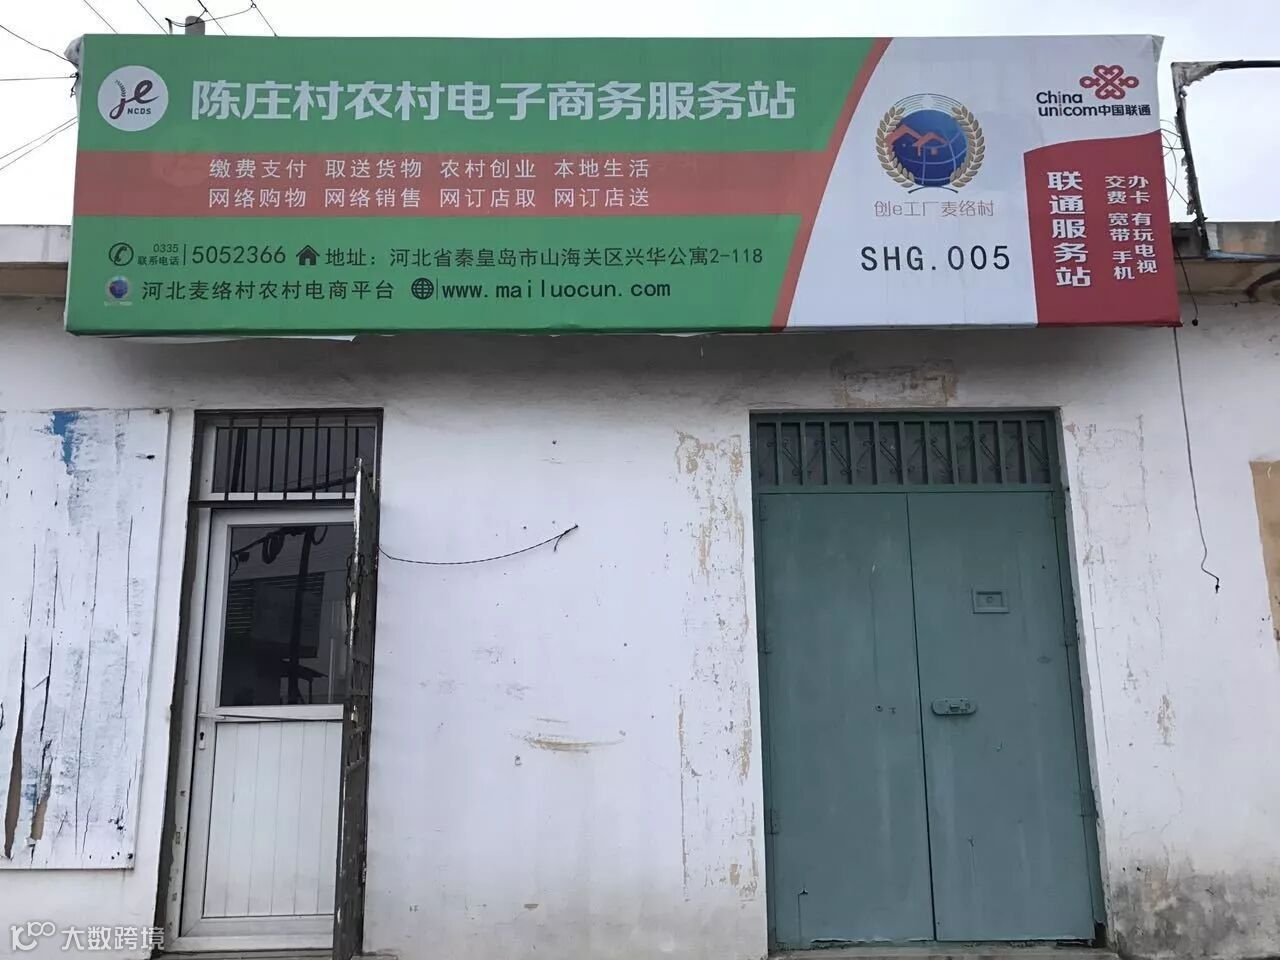 je
NCDS
陈庄村农村电子商务服务站
缴费支付 取送货物 农村创业 本地生活
网络购物 网络销售 网订店取 网订店送
0335
联系电话 5052366 地址：河北省秦皇岛市山海关区兴华公寓2-118
河北麦络村农村电商平台 www.mailuocun.com
创e工厂麦络村
SHG.005
China
unicom中国联通
联通服务站
办卡 有玩电视
交费 宽带 手机
大数跨境